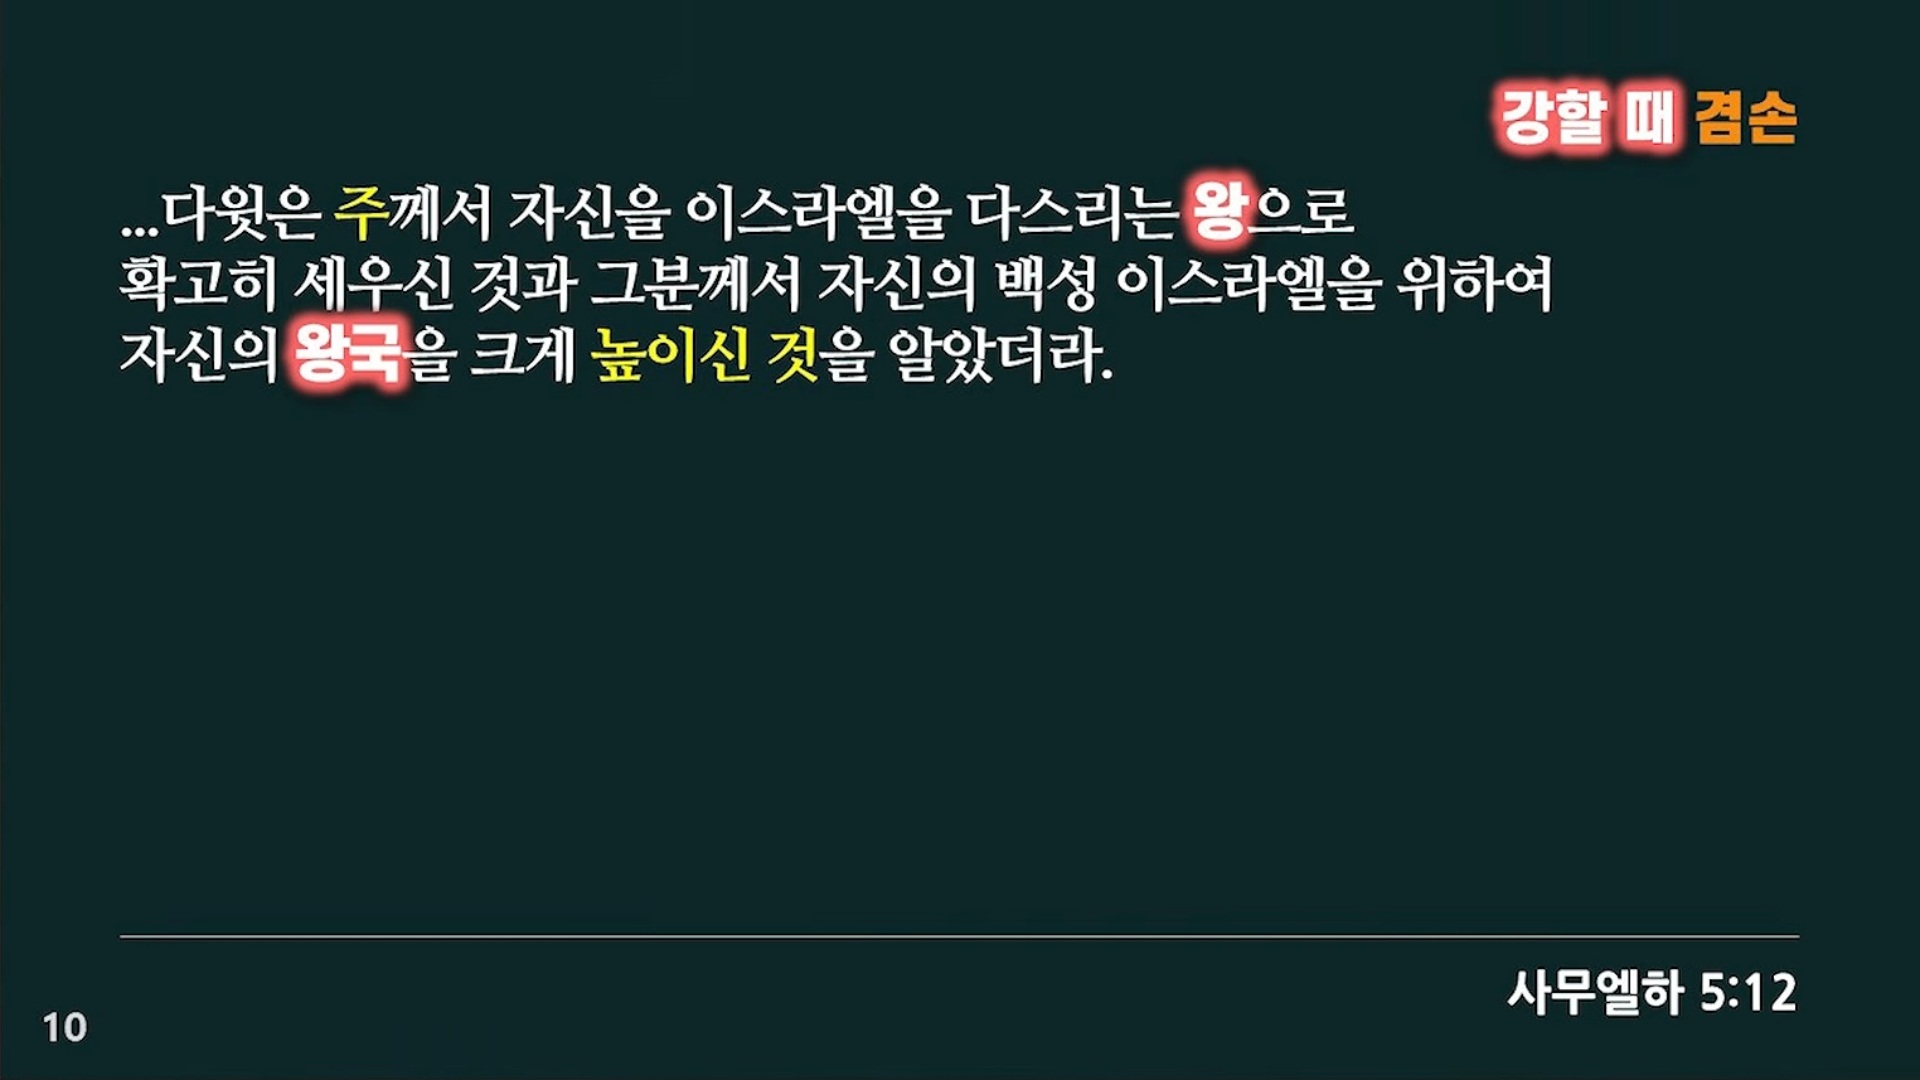 강할 때 겸손
...다윗은 주께서 자신을 이스라엘을 다스리는 왕으로
확고히 세우신 것과 그분께서 자신의 백성 이스라엘을 위하여
자신의 왕국을 크게 높이신 것을 알았더라.
사무엘하 5:12
10